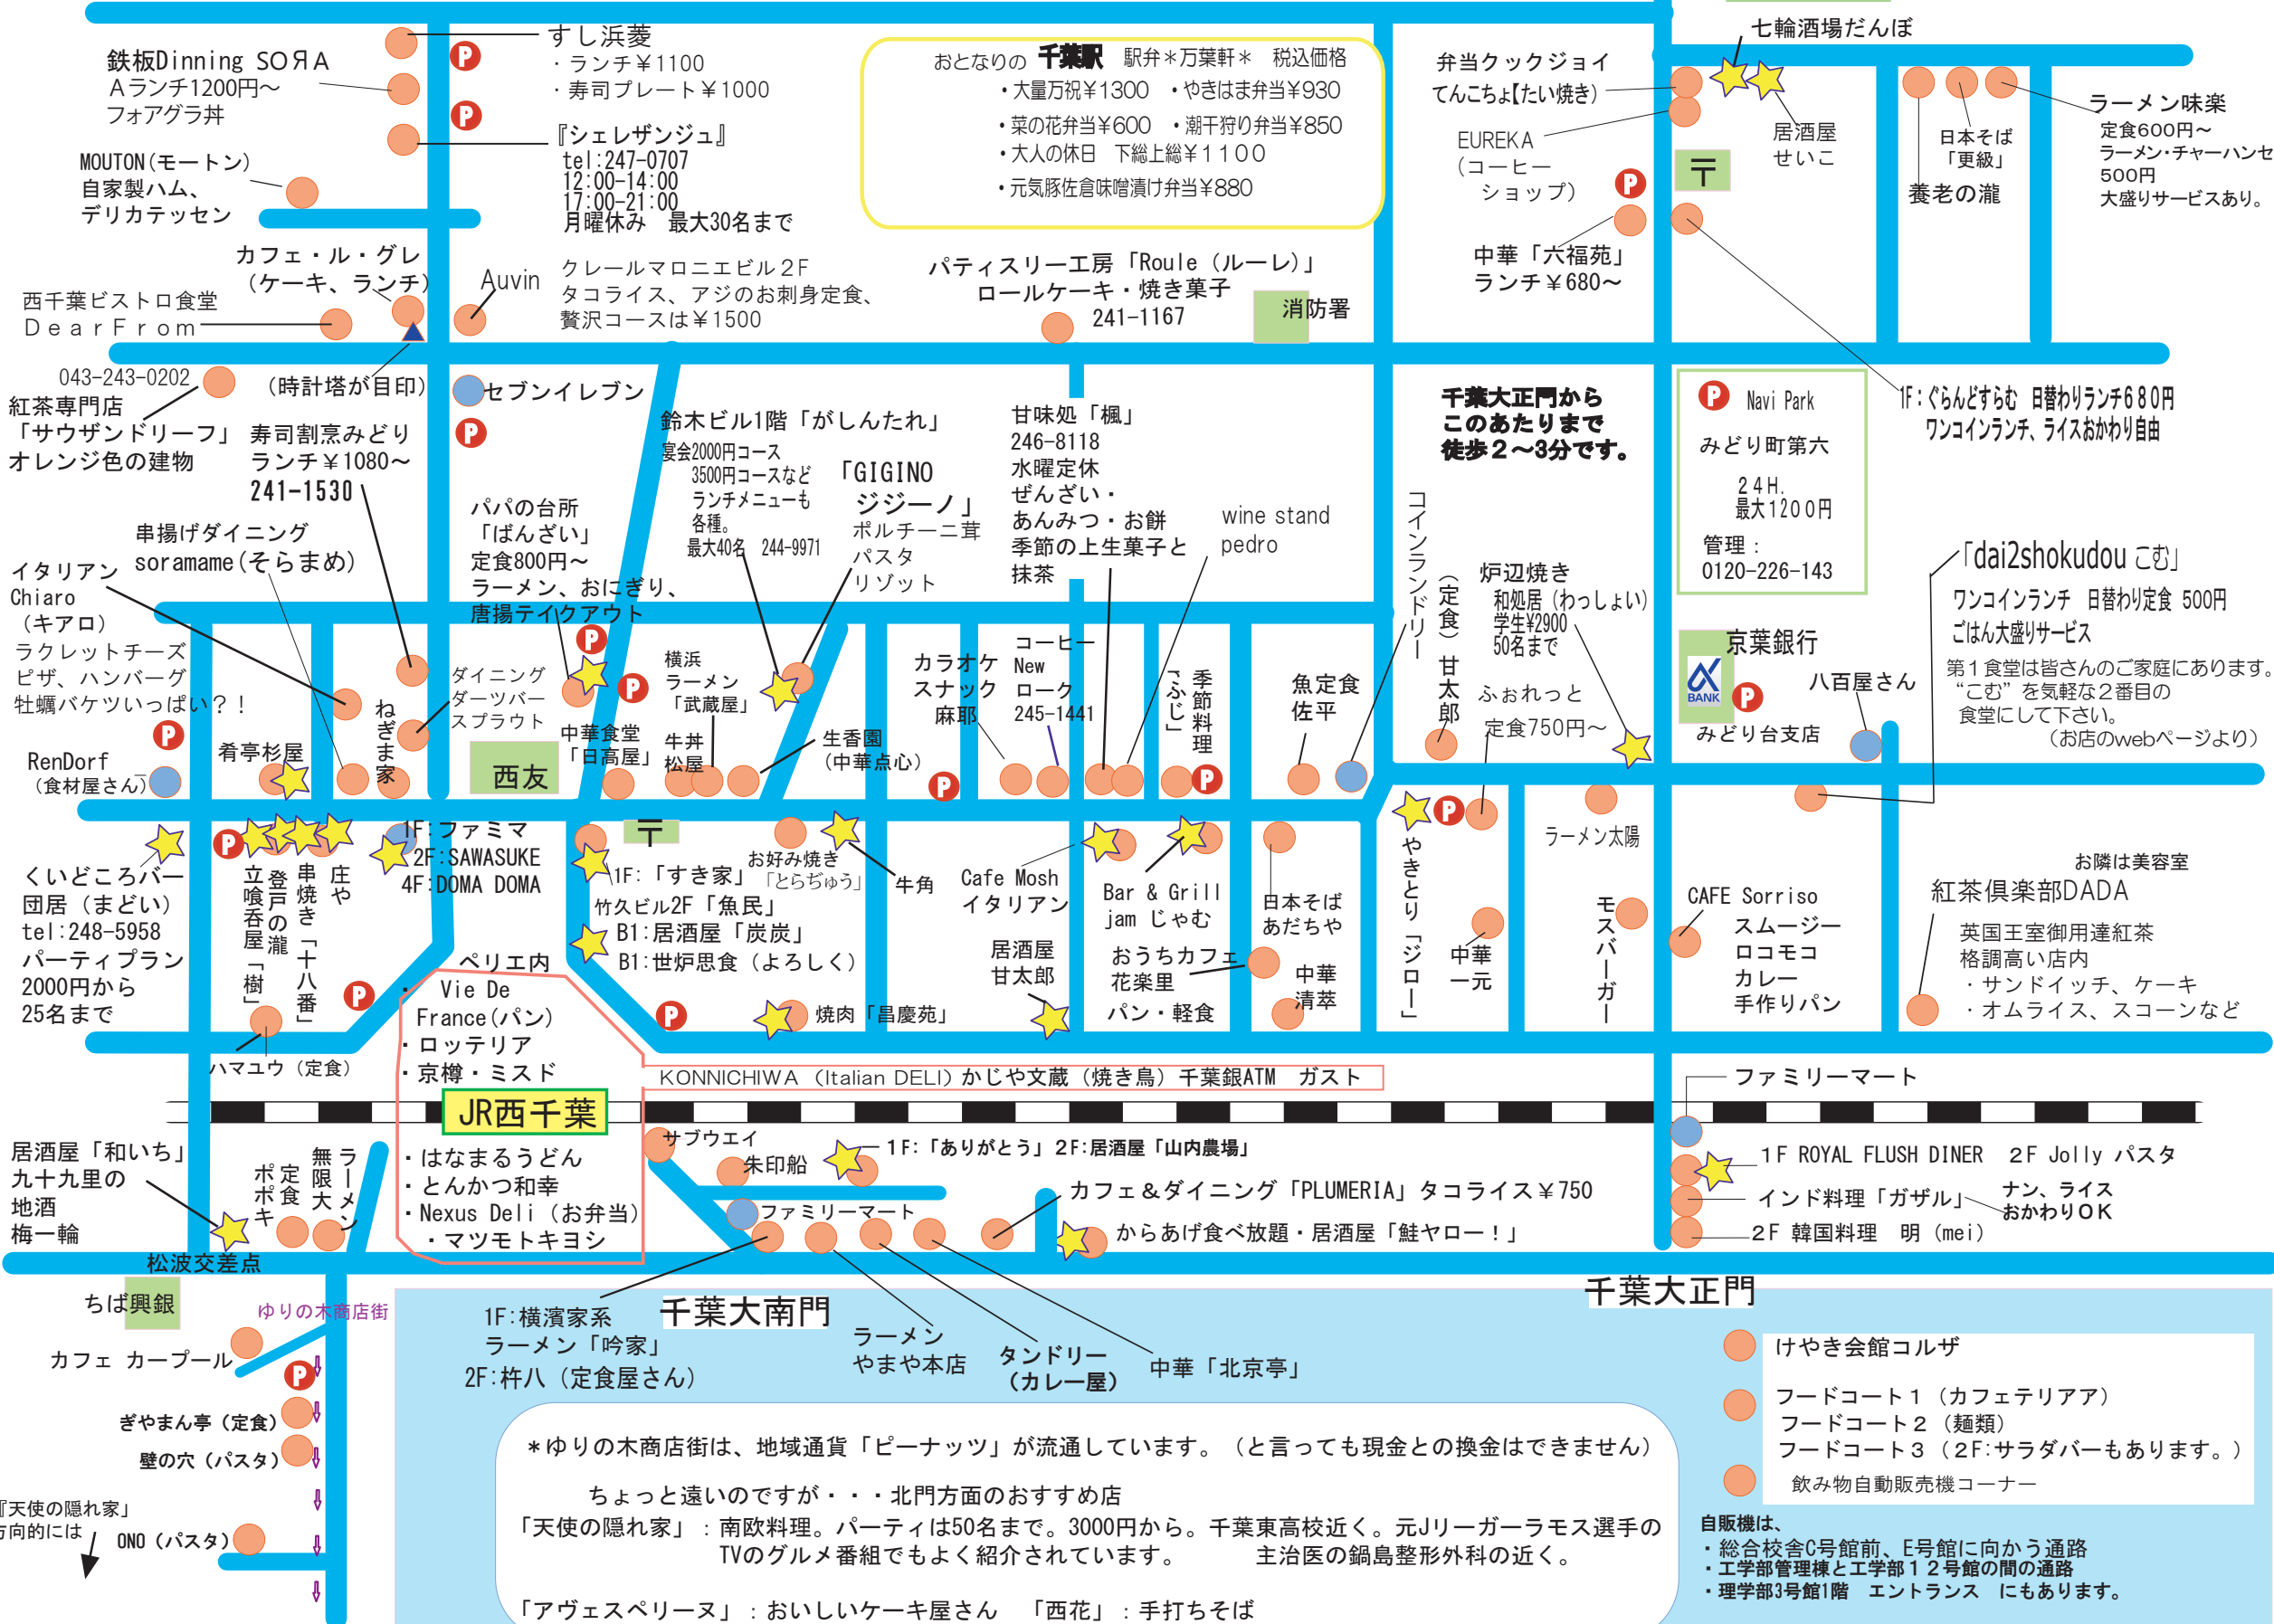 すし浜菱
・ランチ¥1100
・寿司プレート¥1000
鉄板Dinning SOЯA
Aランチ1200円～
フォアグラ丼
『シェレザンジュ』
tel:247-0707
12:00-14:00
17:00-21:00
月曜休み 最大30名まで
MOUTON(モートン)
自家製ハム、
デリカテッセン
カフェ・ル・グレ
(ケーキ、ランチ)
西千葉ビストロ食堂
DearFrom
Auvin
クレールマロニエビル2F
タコライス、アジのお刺身定食、
贅沢コースは¥1500
おとなりの 千葉駅 駅弁＊万葉軒＊ 税込価格
・大量万祝¥1300 ・やきはま弁当¥930
・菜の花弁当¥600 ・潮干狩り弁当¥850
・大人の休日 下総上総¥1100
・元気豚佐倉味噌漬け弁当¥880
パティスリー工房「Roule (ルーレ)」
ロールケーキ・焼き菓子
241-1167
消防署
七輪酒場だんぼ
弁当クックジョイ
てんこちょ【たい焼き)
EUREKA
(コーヒー
ショップ)
居酒屋
せいこ
日本そば
「更級」
養老の瀧
ラーメン味楽
定食600円～
ラーメン・チャーハンセ
500円
大盛りサービスあり。
〒
中華「六福苑」
ランチ¥680～
043-243-0202
紅茶専門店
「サウザンドリーフ」
オレンジ色の建物
(時計塔が目印)
セブンイレブン
寿司割烹みどり
ランチ¥1080～
241-1530
鈴木ビル1階「がしんたれ」
宴会2000円コース
3500円コースなど
ランチメニューも
各種。
最大40名 244-9971
「GIGINO
ジジーノ」
ポルチーニ茸
パスタ
リゾット
甘味処「楓」
246-8118
水曜定休
ぜんざい・
あんみつ・お餅
季節の上生菓子と
抹茶
wine stand
pedro
千葉大正門から
このあたりまで
徒歩2～3分です。
P Navi Park
みどり町第六
24H.
最大1200円
管理：
0120-226-143
1F：ぐらんどすらむ 日替わりランチ680円
ワンコインランチ、ライスおかわり自由
串揚げダイニング
soramame(そらまめ)
イタリアン
Chiaro
(キアロ)
ラクレットチーズ
ピザ、ハンバーグ
牡蠣バケツいっぱい？！
パパの台所
「ばんざい」
定食800円～
ラーメン、おにぎり、
唐揚テイクアウト
コインランドリー
(定食) 甘太郎
炉辺焼き
和処居 (わっしょい)
学生¥2900
50名まで
ふぉれっと
定食750円～
「dai2shokudou こむ」
ワンコインランチ 日替わり定食 500円
ごはん大盛りサービス
第1食堂は皆さんのご家庭にあります。
“こむ”を気軽な2番目の
食堂にして下さい。
(お店のwebページより)
京葉銀行
BANK
みどり台支店
八百屋さん
RenDorf
(食材屋さん)
肴亭杉屋
ねぎま家
ダイニング
ダーツバー
スプラウト
西友
中華食堂
「日高屋」
横浜
ラーメン
「武蔵屋」
牛丼
松屋
生香園
(中華点心)
カラオケ
スナック
麻耶
コーヒー
New
ローク
245-1441
季節料理
「ふじ」
魚定食
佐平
くいどころバー
団居 (まどい)
tel:248-5958
パーティプラン
2000円から
25名まで
立喰呑屋「樹」
登戸の瀧
串焼き「十八番」
庄や
1F:ファミマ
2F:SAWASUKE
4F:DOMA DOMA
〒
1F:「すき家」
竹久ビル2F「魚民」
B1:居酒屋「炭炭」
B1:世炉思食 (よろしく)
お好み焼き
「とらぢゅう」
牛角
Cafe Mosh
イタリアン
Bar & Grill
jam じゃむ
日本そば
あだちや
居酒屋
甘太郎
おうちカフェ
花楽里
パン・軽食
中華
清萃
やきとり「ジロー」
中華
一元
ラーメン太陽
モスバーガー
CAFE Sorriso
スムージー
ロコモコ
カレー
手作りパン
お隣は美容室
紅茶倶楽部DADA
英国王室御用達紅茶
格調高い店内
・サンドイッチ、ケーキ
・オムライス、スコーンなど
焼肉「昌慶苑」
ハマユウ (定食)
ペリエ内
・ Vie De
France(パン)
・ロッテリア
・京樽・ミスド
KONNICHIWA (Italian DELI) かじや文蔵 (焼き鳥) 千葉銀ATM ガスト
JR西千葉
・はなまるうどん
・とんかつ和幸
・Nexus Deli (お弁当)
・マツモトキヨシ
ファミリーマート
1F ROYAL FLUSH DINER 2F Jolly パスタ
インド料理「ガザル」
ナン、ライス
おかわりOK
2F 韓国料理 明 (mei)
居酒屋「和いち」
九十九里の
地酒
梅一輪
定食
ポポキ
ラーメン
無限大
サブウエイ
朱印船
1F:「ありがとう」2F:居酒屋「山内農場」
ファミリーマート
カフェ＆ダイニング「PLUMERIA」タコライス¥750
からあげ食べ放題・居酒屋「鮭ヤロー！」
松波交差点
ちば興銀
ゆりの木商店街
カフェ カープール
ぎやまん亭 (定食)
壁の穴 (パスタ)
『天使の隠れ家」
方向的には
ONO (パスタ)
千葉大南門
千葉大正門
1F:横濱家系
ラーメン「吟家」
2F:杵八 (定食屋さん)
ラーメン
やまや本店
タンドリー
(カレー屋)
中華「北京亭」
＊ゆりの木商店街は、地域通貨「ピーナッツ」が流通しています。(と言っても現金との換金はできません)
ちょっと遠いのですが・・・北門方面のおすすめ店
「天使の隠れ家」：南欧料理。パーティは50名まで。3000円から。千葉東高校近く。元Jリーガーラモス選手の
TVのグルメ番組でもよく紹介されています。 主治医の鍋島整形外科の近く。
「アヴェスペリーヌ」：おいしいケーキ屋さん 「西花」：手打ちそば
けやき会館コルザ
フードコート1 (カフェテリアア)
フードコート2 (麺類)
フードコート3 (2F:サラダバーもあります。)
飲み物自動販売機コーナー
自販機は、
・総合校舎C号館前、E号館に向かう通路
・工学部管理棟と工学部12号館の間の通路
・理学部3号館1階 エントランス にもあります。